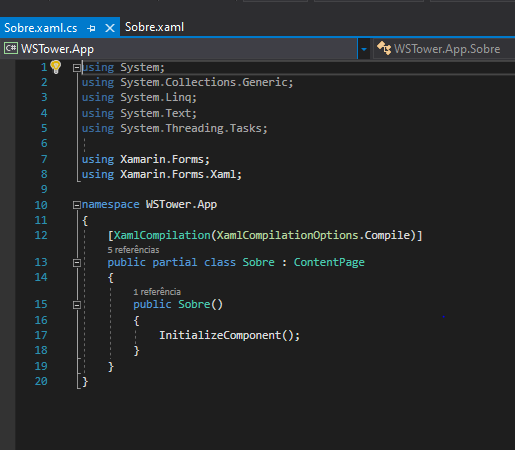 Sobre.xaml.cs Sobre.xaml
C# WSTower.App WSTower.App.Sobre
1 using System;
2 using System.Collections.Generic;
3 using System.Linq;
4 using System.Text;
5 using System.Threading.Tasks;
6
7 using Xamarin.Forms;
8 using Xamarin.Forms.Xaml;
9
10 namespace WSTower.App
11 {
12 [XamlCompilation(XamlCompilationOptions.Compile)]
5 referências
13 public partial class Sobre : ContentPage
14 {
1 referência
15 public Sobre()
16 {
17 InitializeComponent();
18 }
19 }
20 }